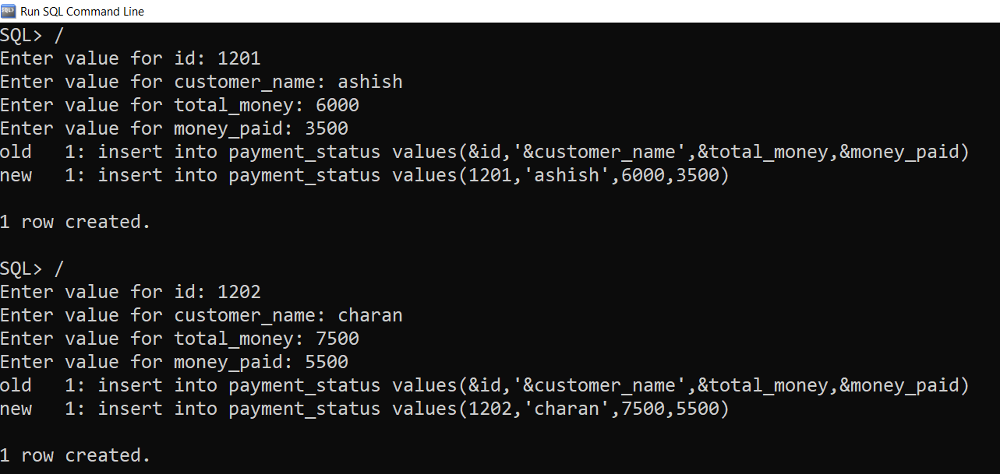 Run SQL Command Line
SQL> /
Enter value for id: 1201
Enter value for customer_name: ashish
Enter value for total_money: 6000
Enter value for money_paid: 3500
old   1: insert into payment_status values(&id,'&customer_name',&total_money,&money_paid)
new   1: insert into payment_status values(1201,'ashish',6000,3500)
1 row created.
SQL> /
Enter value for id: 1202
Enter value for customer_name: charan
Enter value for total_money: 7500
Enter value for money_paid: 5500
old   1: insert into payment_status values(&id,'&customer_name',&total_money,&money_paid)
new   1: insert into payment_status values(1202,'charan',7500,5500)
1 row created.